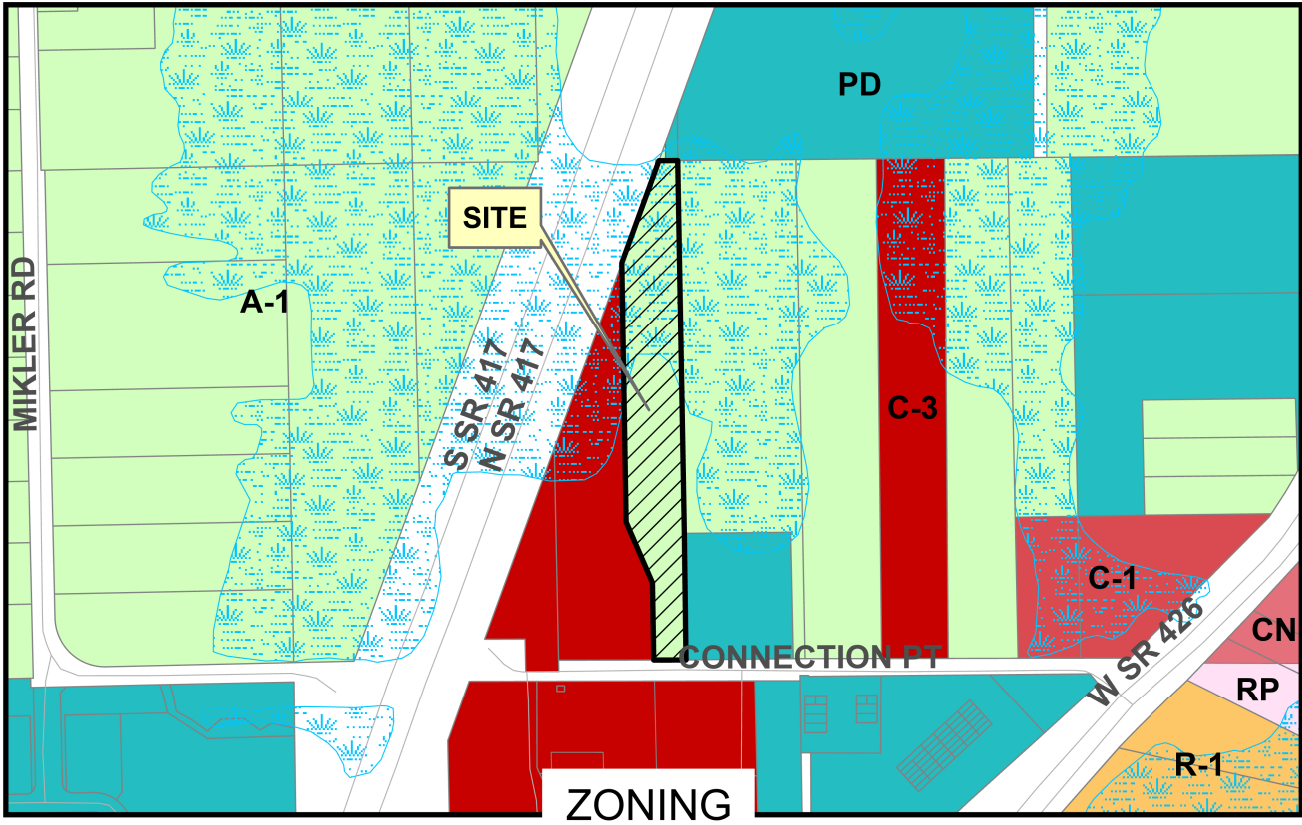 PD
SITE
MIKLER RD
A-1
S SR 417
N SR 417
C-3
C-1
W SR 426
CN
CONNECTION PT
RP
R-1
ZONING